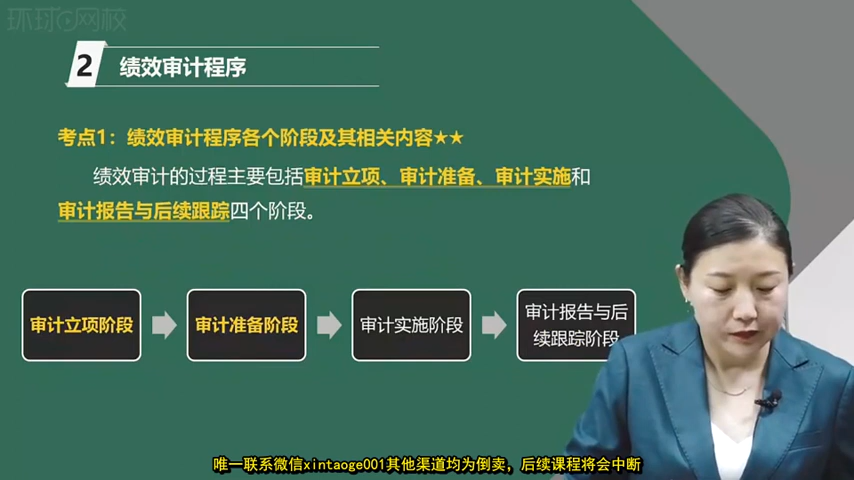 环球网校
2 绩效审计程序
考点1：绩效审计程序各个阶段及其相关内容★★
绩效审计的过程主要包括审计立项、审计准备、审计实施和
审计报告与后续跟踪四个阶段。
审计立项阶段
审计准备阶段
审计实施阶段
审计报告与后
续跟踪阶段
唯一联系微信xintaoge001其他渠道均为倒卖，后续课程将会中断